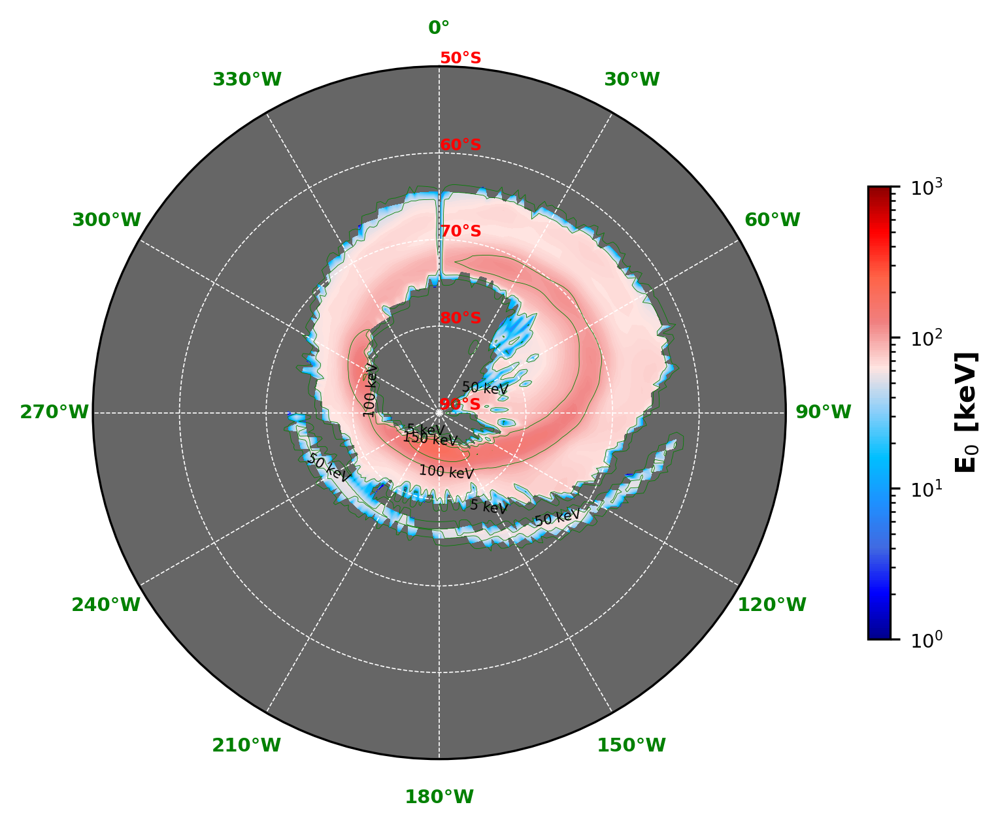 0°
50°S
330°W
30°W
60°S
10³
300°W
60°W
70°S
80°S
10²
100 keV
50 keV
90°S
270°W
90°W
5 keV
150 keV
E₀ [keV]
50 keV
100 keV
5 keV
50 keV
10¹
240°W
120°W
10⁰
210°W
150°W
180°W